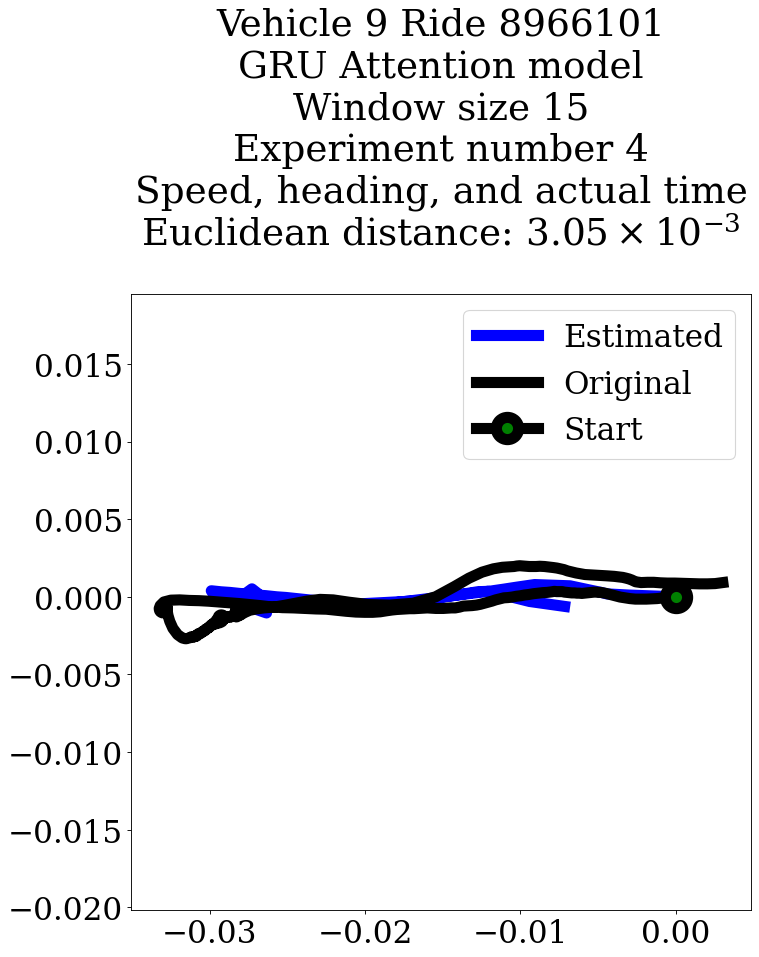 Vehicle 9 Ride 8966101
GRU Attention model
Window size 15
Experiment number 4
Speed, heading, and actual time
Euclidean distance: 3.05 × 10⁻³
Estimated
Original
Start
0.015
0.010
0.005
0.000
−0.005
−0.010
−0.015
−0.020
−0.03
−0.02
−0.01
0.00